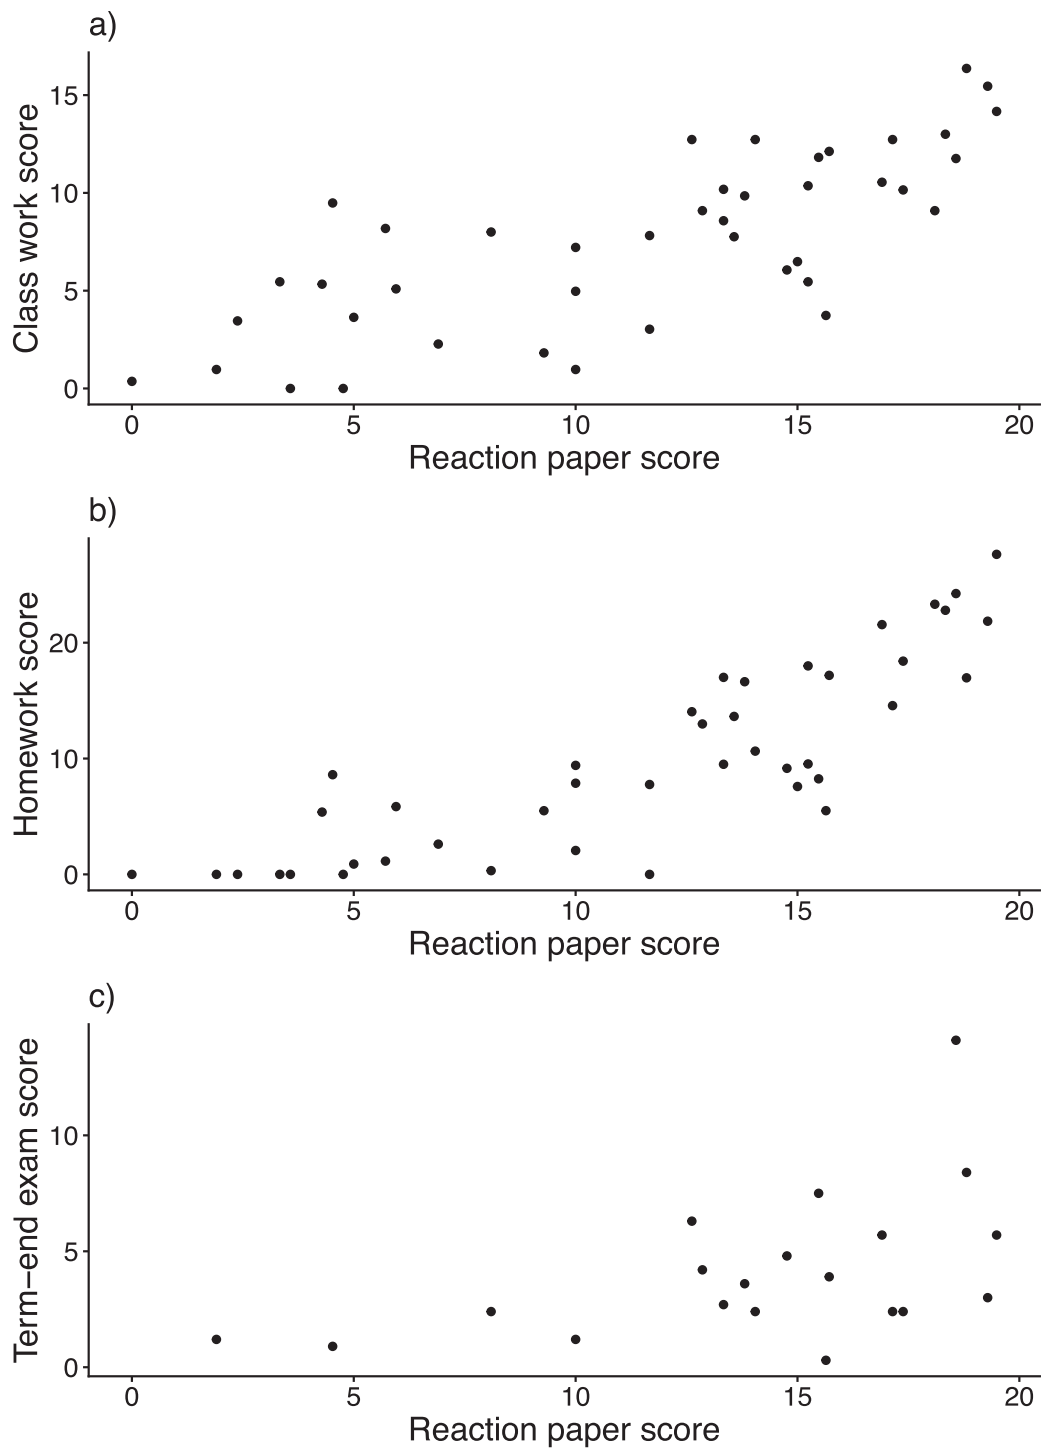 a)
Class work score
15
10
5
0
0 5 10 15 20
Reaction paper score
b)
Homework score
20
10
0
0 5 10 15 20
Reaction paper score
c)
Term−end exam score
10
5
0
0 5 10 15 20
Reaction paper score